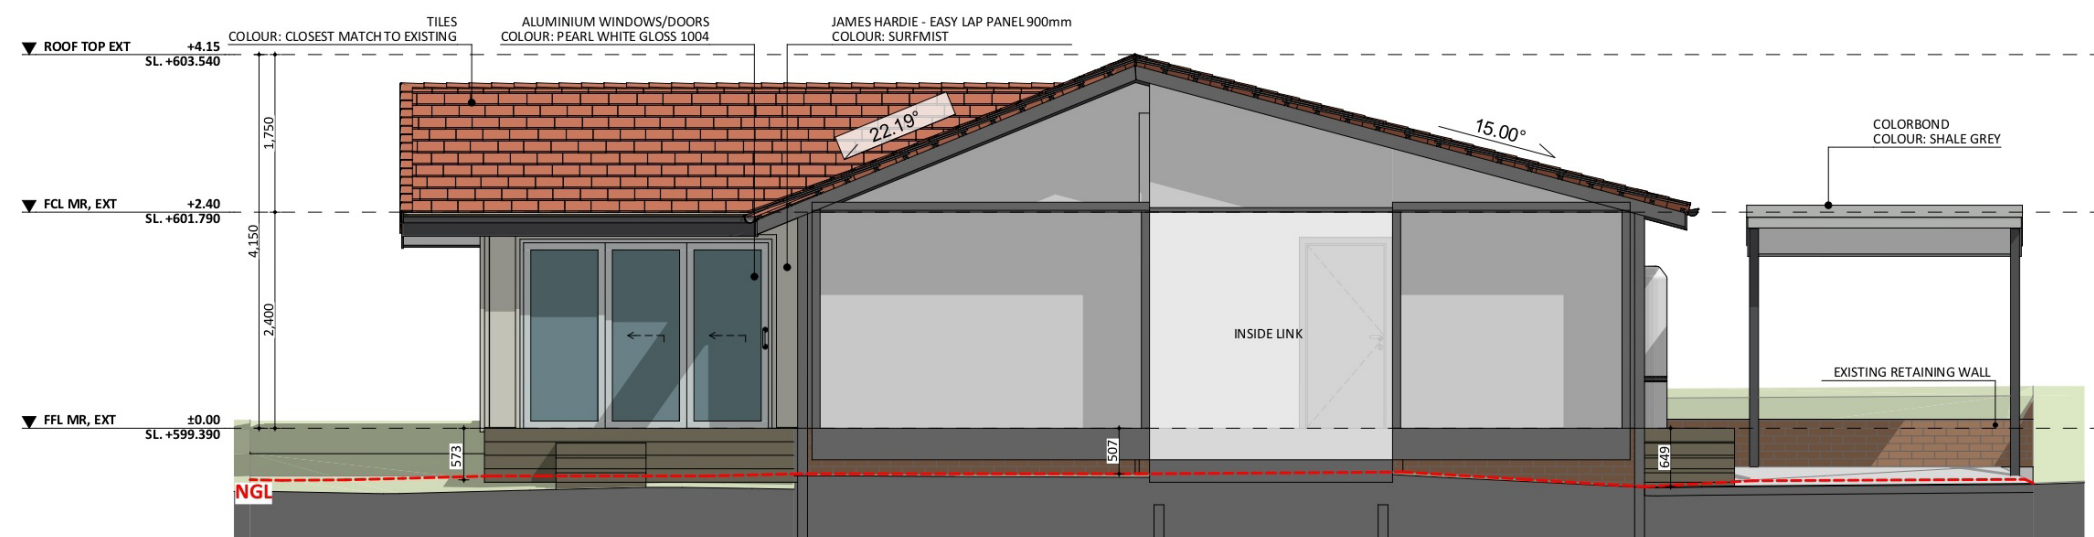 TILES
COLOUR: CLOSEST MATCH TO EXISTING
ALUMINIUM WINDOWS/DOORS
COLOUR: PEARL WHITE GLOSS 1004
JAMES HARDIE - EASY LAP PANEL 900mm
COLOUR: SURFMIST
ROOF TOP EXT +4.15
SL. +603.540
COLORBOND
COLOUR: SHALE GREY
22.19°
15.00°
1,750
FCL MR, EXT +2.40
SL. +601.790
4,150
2,400
INSIDE LINK
EXISTING RETAINING WALL
FFL MR, EXT ±0.00
SL. +599.390
573
507
649
NGL